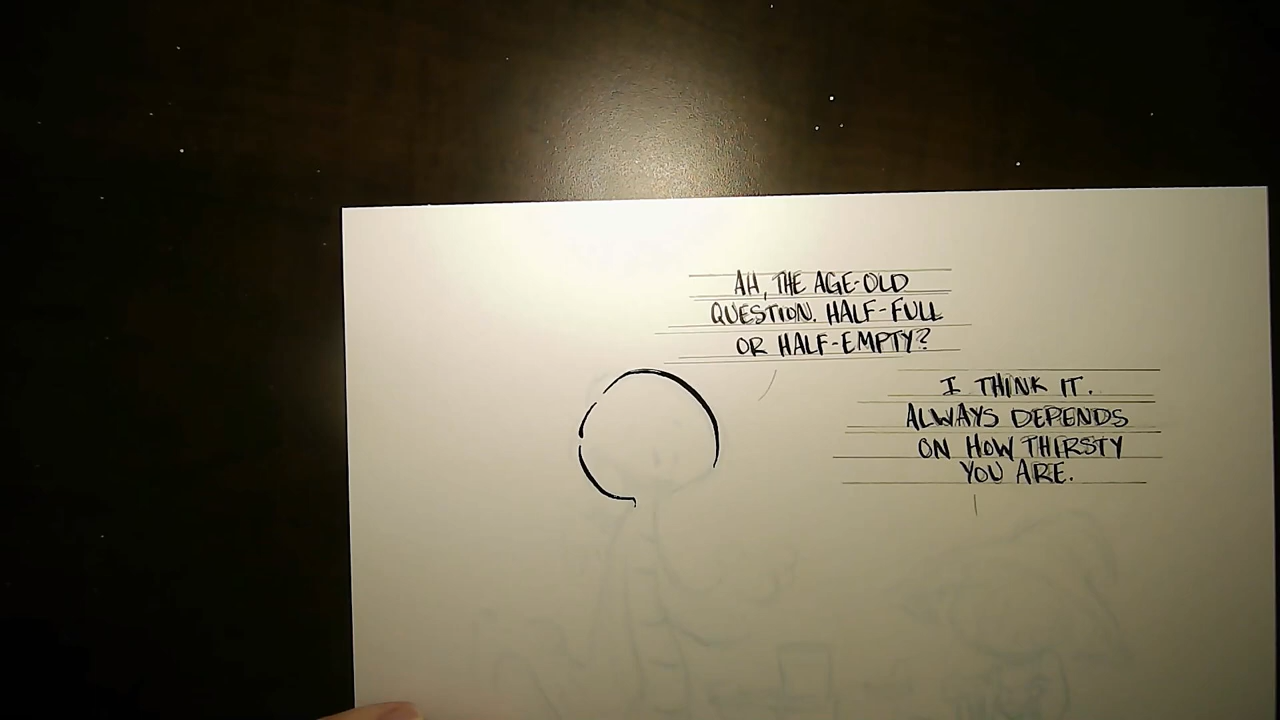 AH, THE AGE-OLD
QUESTION. HALF-FULL
OR HALF-EMPTY?
I THINK IT.
ALWAYS DEPENDS
ON HOW THIRSTY
YOU ARE.